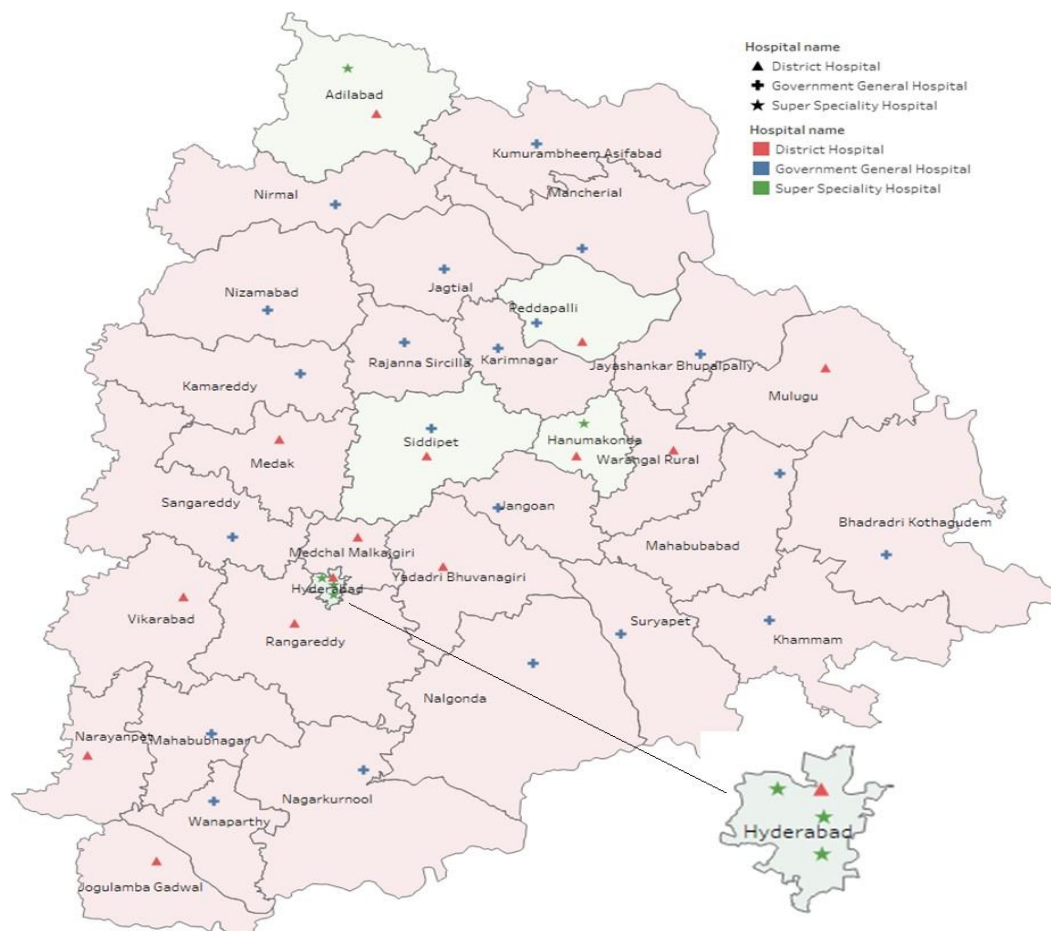 Hospital name
District Hospital
Government General Hospital
Super Speciality Hospital
Hospital name
District Hospital
Government General Hospital
Super Speciality Hospital
Adilabad
Kumurambheem Asifabad
Nirmal
Mancherial
Nizamabad
Jagtial
Peddapalli
Rajanna Sircilla
Karimnagar
Jayashankar Bhupalpally
Kamareddy
Mulugu
Siddipet
Hanumakonda
Medak
Warangal Rural
Sangareddy
Jangoan
Bhadradri Kothagudem
Mahabubabad
Medchal Malkajgiri
Yadadri Bhuvanagiri
Hyderabad
Vikarabad
Suryapet
Rangareddy
Khammam
Nalgonda
Narayanpet
Mahabubnagar
Nagarkurnool
Wanaparthy
Hyderabad
Jogulamba Gadwal